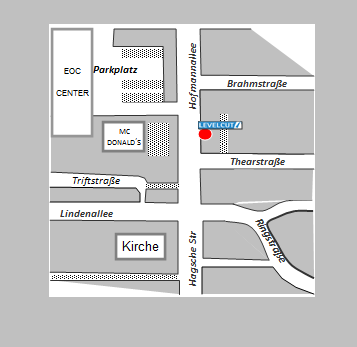 EOC
CENTER
Parkplatz
Hofmannallee
Brahmstraße
LEVELCUT
MC
DONALD´S
Thearstraße
Triftstraße
Lindenallee
Kirche
Hagsche Str
Ringstraße